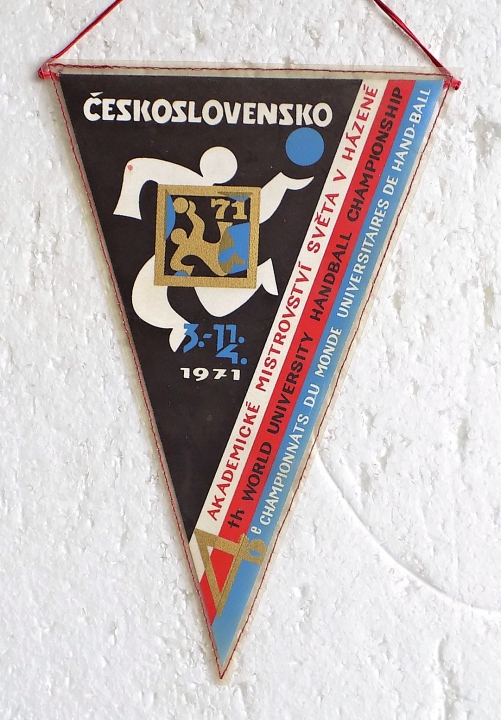 ČESKOSLOVENSKO
71
3.-11.
4.
1971
AKADEMICKÉ MISTROVSTVÍ SVĚTA V HÁZENÉ
4th WORLD UNIVERSITY HANDBALL CHAMPIONSHIP
e CHAMPIONNATS DU MONDE UNIVERSITAIRES DE HAND-BALL